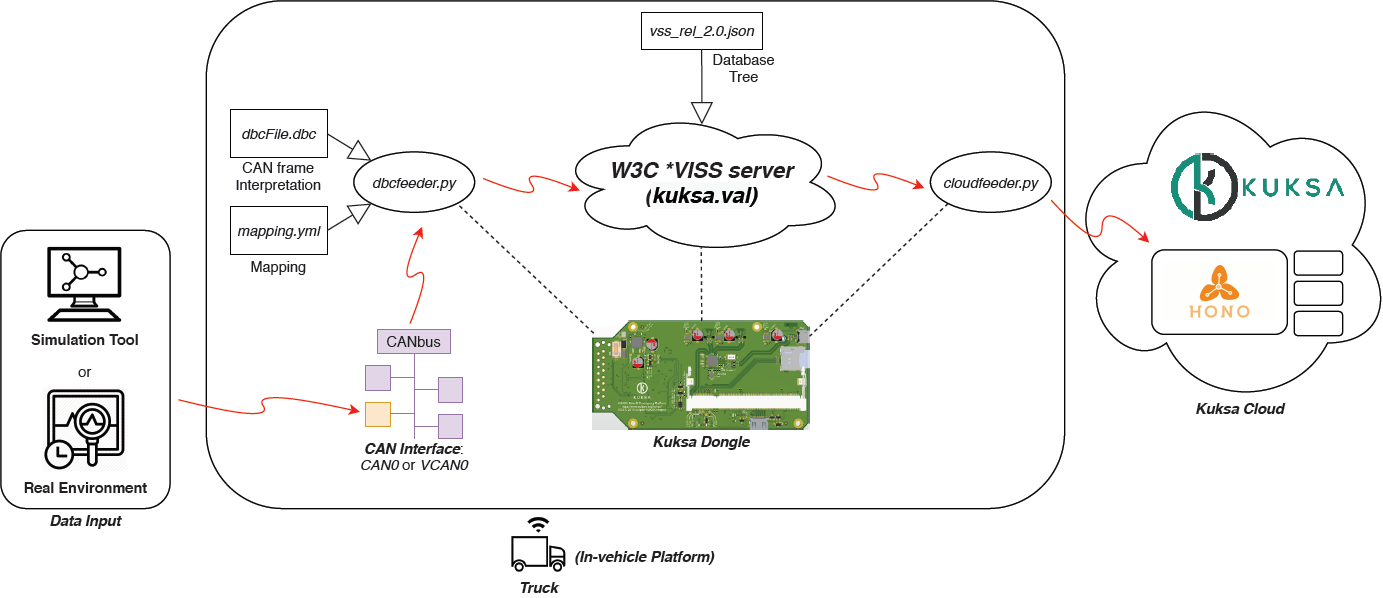 vss_rel_2.0.json
Database
Tree
dbcFile.dbc
CAN frame
Interpretation
mapping.yml
Mapping
dbcfeeder.py
W3C *VISS server
(kuksa.val)
cloudfeeder.py
KUKSA
HONO
Kuksa Cloud
Simulation Tool
or
Real Environment
Data Input
CANbus
CAN Interface:
CAN0 or VCAN0
KUKSA
Kuksa Dongle
(In-vehicle Platform)
Truck